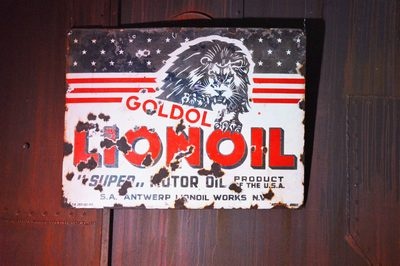 GOLDOL
LIONOIL
"SUPER„ MOTOR OIL PRODUCT OF THE U.S.A.
S.A. ANTWERP LIONOIL WORKS N.V.